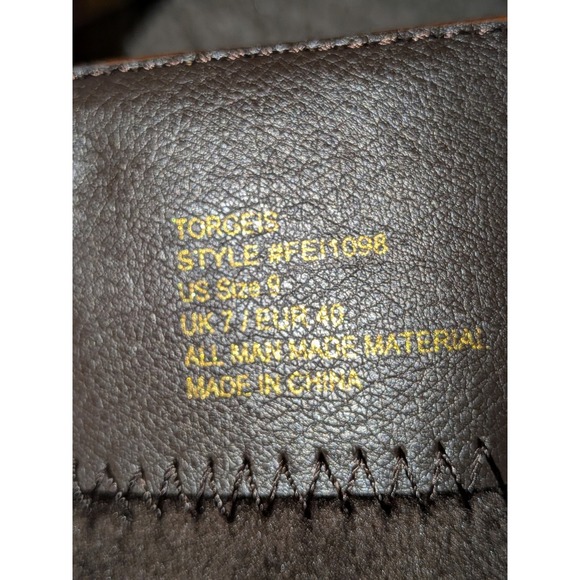 TORGEIS
STYLE #FEI1098
US Size 9
UK 7 / EUR 40
ALL MAN MADE MATERIAL
MADE IN CHINA